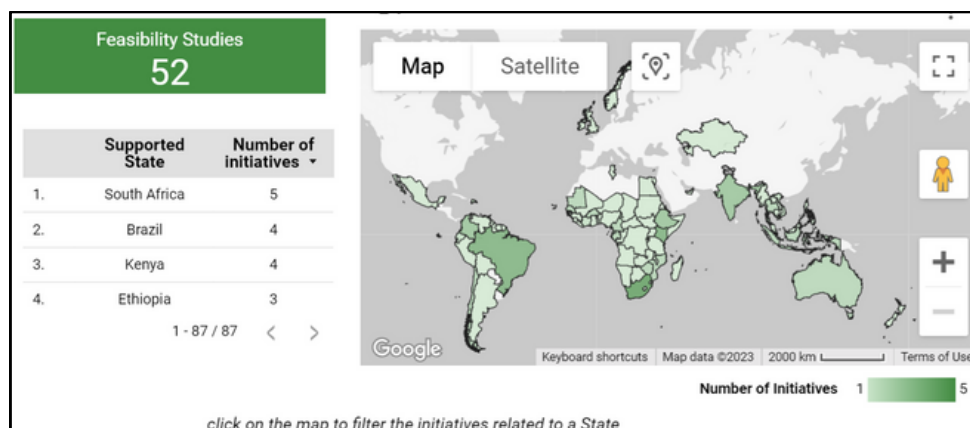 Feasibility Studies
52
Supported State
Number of initiatives
1. South Africa 5
2. Brazil 4
3. Kenya 4
4. Ethiopia 3
1 - 87 / 87
Map
Satellite
Google
Keyboard shortcuts
Map data ©2023
2000 km
Terms of Use
Number of Initiatives 1 5
click on the map to filter the initiatives related to a State